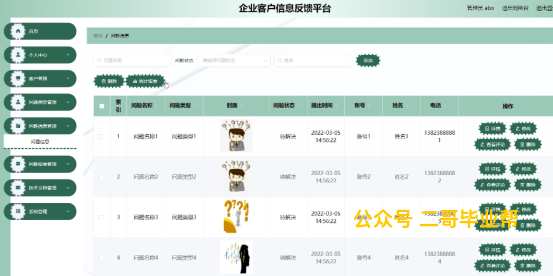 企业客户信息反馈平台
管理员 abo 退出到前台 退出登录
首页
个人中心
客户管理
问题类型管理
问题信息管理
问题信息
问题反馈管理
技术文档管理
系统管理
首页 / 问题信息
问题名称 问题状态 请选择问题状态 姓名 查询
删除 统计报表
索引 问题名称 问题类型 封面 问题状态 提出时间 账号 姓名 电话 操作
1 问题名称1 问题类型1 待解决 2022-03-05 14:56:22 账号1 姓名1 13823888881 详情 修改 查看评论 删除
2 问题名称2 问题类型2 待解决 2022-03-05 14:56:22 账号2 姓名2 13823888882 详情 修改 查看评论 删除
3 问题名称3 问题类型3 待解决 2022-03-05 14:56:22 账号3 姓名3
公众号 二哥毕业帮
4 问题名称4 问题类型4 待解决 2022-03-05 14:56:22 账号4 姓名4 13823888884 详情 修改 查看评论 删除